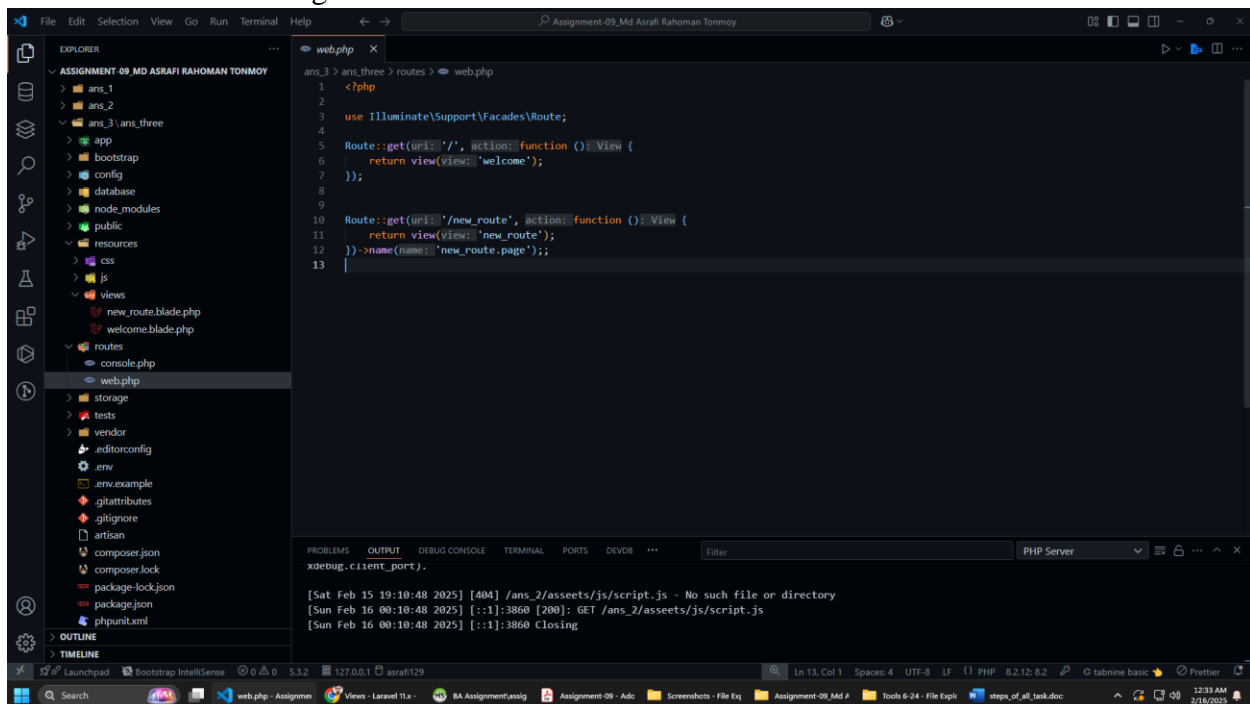 File Edit Selection View Go Run Terminal Help
Assignment-09_Md Asrafi Rahoman Tonmoy
EXPLORER
ASSIGNMENT-09_MD ASRAFI RAHOMAN TONMOY
ans_1
ans_2
ans_3 \ ans_three
app
bootstrap
config
database
node_modules
public
resources
css
js
views
new_route.blade.php
welcome.blade.php
routes
console.php
web.php
storage
tests
vendor
.editorconfig
.env
.env.example
.gitattributes
.gitignore
artisan
composer.json
composer.lock
package-lock.json
package.json
phpunit.xml
OUTLINE
TIMELINE
web.php
ans_3 > ans_three > routes > web.php
1 <?php
2
3 use Illuminate\Support\Facades\Route;
4
5 Route::get(uri: '/', action: function (): View {
6 return view(view: 'welcome');
7 });
8
9
10 Route::get(uri: '/new_route', action: function (): View {
11 return view(view: 'new_route');
12 })->name(name: 'new_route.page');;
13
PROBLEMS OUTPUT DEBUG CONSOLE TERMINAL PORTS DEVDB Filter PHP Server
xdebug.client_port).
[Sat Feb 15 19:10:48 2025] [404] /ans_2/asseets/js/script.js - No such file or directory
[Sun Feb 16 00:10:48 2025] [::1]:3860 [200]: GET /ans_2/asseets/js/script.js
[Sun Feb 16 00:10:48 2025] [::1]:3860 Closing
Launchpad Bootstrap IntelliSense 0 0 5.3.2 127.0.0.1 asrafi129 Ln 13, Col 1 Spaces: 4 UTF-8 LF {} PHP 8.2.12: 8.2 tabnine basic Prettier
Search web.php - Assignmer Views - Laravel 11.x - BA Assignment\assig Assignment-09 - Adc Screenshots - File Exp Assignment-09_Md A Tools 6-24 - File Explo steps_of_all_task.doc 12:33 AM
2/16/2025